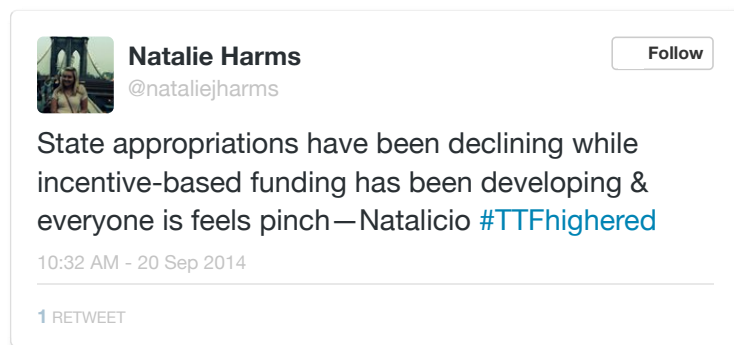 Natalie Harms
Follow
@nataliejharms
State appropriations have been declining while
incentive-based funding has been developing &
everyone is feels pinch—Natalicio #TTFhighered
10:32 AM - 20 Sep 2014
1 RETWEET